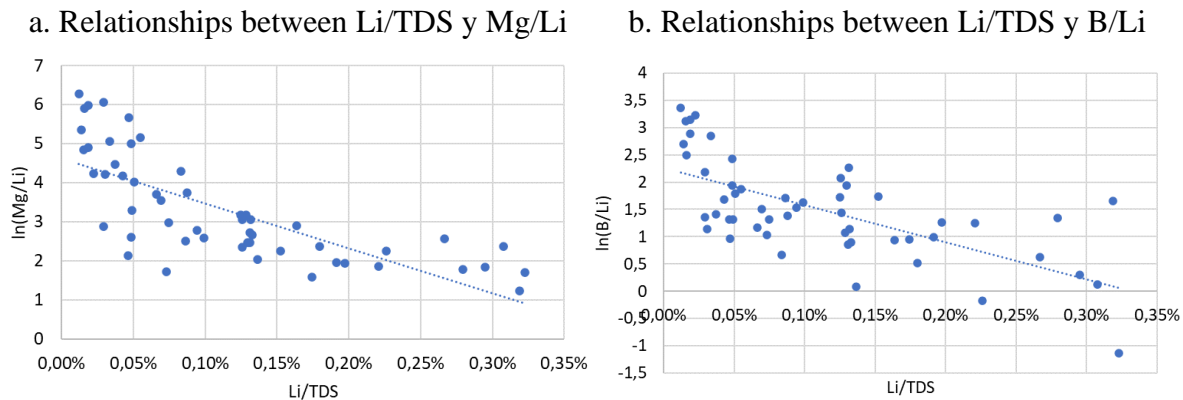 a. Relationships between Li/TDS y Mg/Li
7
6
5
4
3
2
1
0
ln(Mg/Li)
0,00% 0,05% 0,10% 0,15% 0,20% 0,25% 0,30% 0,35%
Li/TDS
b. Relationships between Li/TDS y B/Li
4
3,5
3
2,5
2
1,5
1
0,5
0
-0,5
-1
-1,5
ln(B/Li)
0,00% 0,05% 0,10% 0,15% 0,20% 0,25% 0,30% 0,35%
Li/TDS